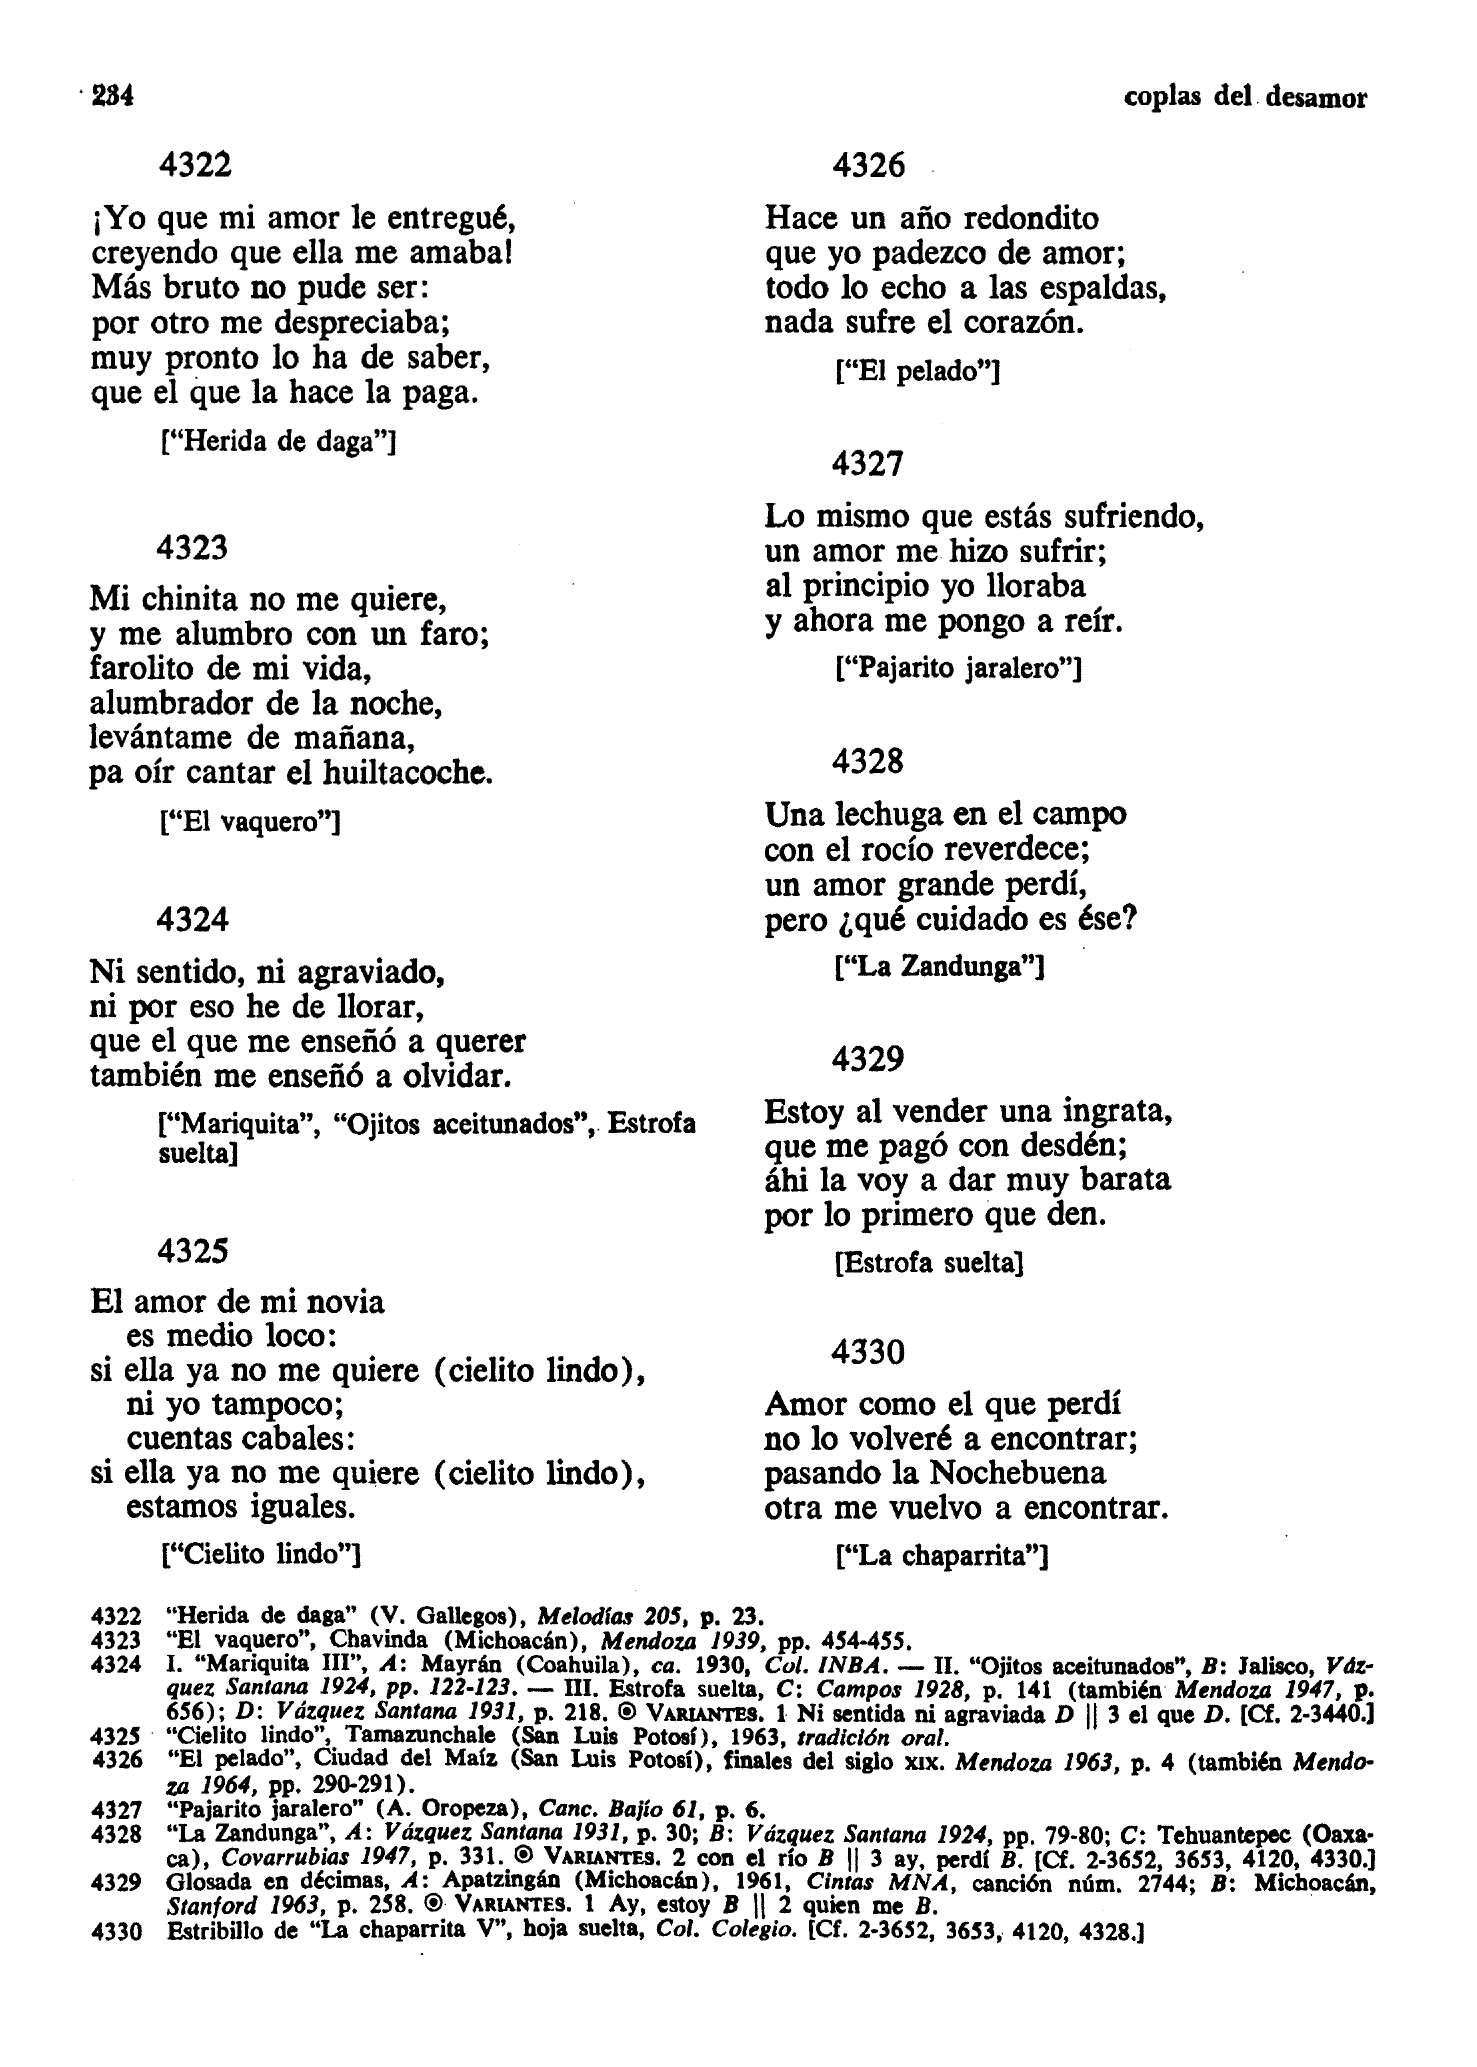 234
coplas del desamor
4322
¡Yo que mi amor le entregué,
creyendo que ella me amaba!
Más bruto no pude ser:
por otro me despreciaba;
muy pronto lo ha de saber,
que el que la hace la paga.
["Herida de daga"]
4323
Mi chinita no me quiere,
y me alumbro con un faro;
farolito de mi vida,
alumbrador de la noche,
levántame de mañana,
pa oír cantar el huiltacoche.
["El vaquero"]
4324
Ni sentido, ni agraviado,
ni por eso he de llorar,
que el que me enseñó a querer
también me enseñó a olvidar.
["Mariquita", "Ojitos aceitunados", Estrofa
suelta]
4325
El amor de mi novia
es medio loco:
si ella ya no me quiere (cielito lindo),
ni yo tampoco;
cuentas cabales:
si ella ya no me quiere (cielito lindo),
estamos iguales.
["Cielito lindo"]
4326
Hace un año redondito
que yo padezco de amor;
todo lo echo a las espaldas,
nada sufre el corazón.
["El pelado"]
4327
Lo mismo que estás sufriendo,
un amor me hizo sufrir;
al principio yo lloraba
y ahora me pongo a reír.
["Pajarito jaralero"]
4328
Una lechuga en el campo
con el rocío reverdece;
un amor grande perdí,
pero ¿qué cuidado es ése?
["La Zandunga"]
4329
Estoy al vender una ingrata,
que me pagó con desdén;
áhi la voy a dar muy barata
por lo primero que den.
[Estrofa suelta]
4330
Amor como el que perdí
no lo volveré a encontrar;
pasando la Nochebuena
otra me vuelvo a encontrar.
["La chaparrita"]
4322 "Herida de daga" (V. Gallegos), Melodías 205, p. 23.
4323 "El vaquero", Chavinda (Michoacán), Mendoza 1939, pp. 454-455.
4324 I. "Mariquita III", A: Mayrán (Coahuila), ca. 1930, Col. INBA. — II. "Ojitos aceitunados", B: Jalisco, Váz-
quez Santana 1924, pp. 122-123. — III. Estrofa suelta, C: Campos 1928, p. 141 (también Mendoza 1947, p.
656); D: Vázquez Santana 1931, p. 218. ⊙ VARIANTES. 1 Ni sentida ni agraviada D || 3 el que D. [Cf. 2-3440.]
4325 "Cielito lindo", Tamazunchale (San Luis Potosí), 1963, tradición oral.
4326 "El pelado", Ciudad del Maíz (San Luis Potosí), finales del siglo XIX. Mendoza 1963, p. 4 (también Mendo-
za 1964, pp. 290-291).
4327 "Pajarito jaralero" (A. Oropeza), Canc. Bajío 61, p. 6.
4328 "La Zandunga", A: Vázquez Santana 1931, p. 30; B: Vázquez Santana 1924, pp. 79-80; C: Tehuantepec (Oaxa-
ca), Covarrubias 1947, p. 331. ⊙ VARIANTES. 2 con el río B || 3 ay, perdí B. [Cf. 2-3652, 3653, 4120, 4330.]
4329 Glosada en décimas, A: Apatzingán (Michoacán), 1961, Cintas MNA, canción núm. 2744; B: Michoacán,
Stanford 1963, p. 258. ⊙ VARIANTES. 1 Ay, estoy B || 2 quien me B.
4330 Estribillo de "La chaparrita V", hoja suelta, Col. Colegio. [Cf. 2-3652, 3653, 4120, 4328.]